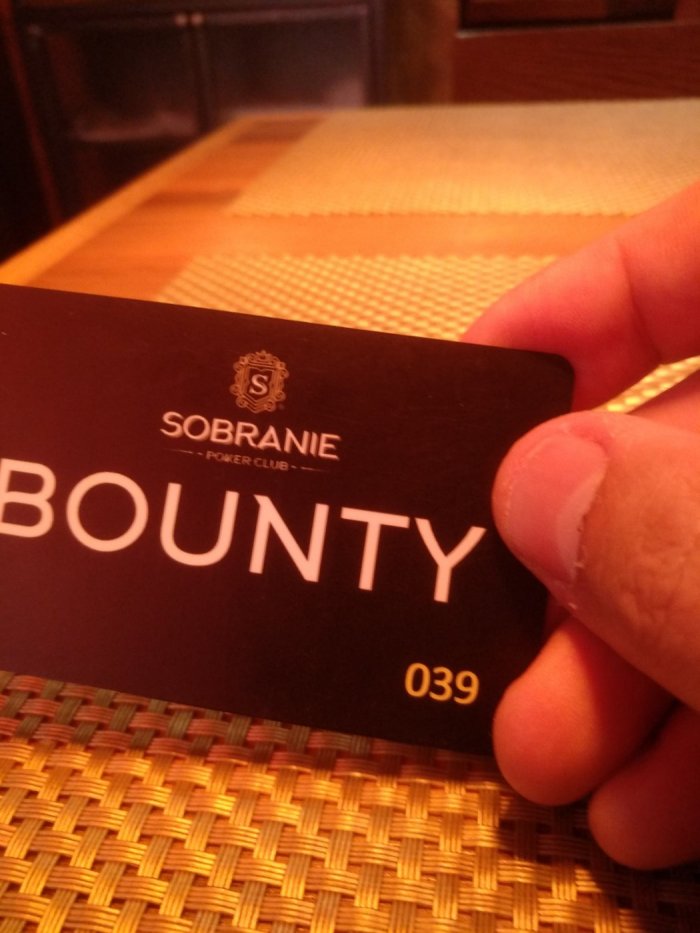 S
SOBRANIE
- POKER CLUB -
BOUNTY
039